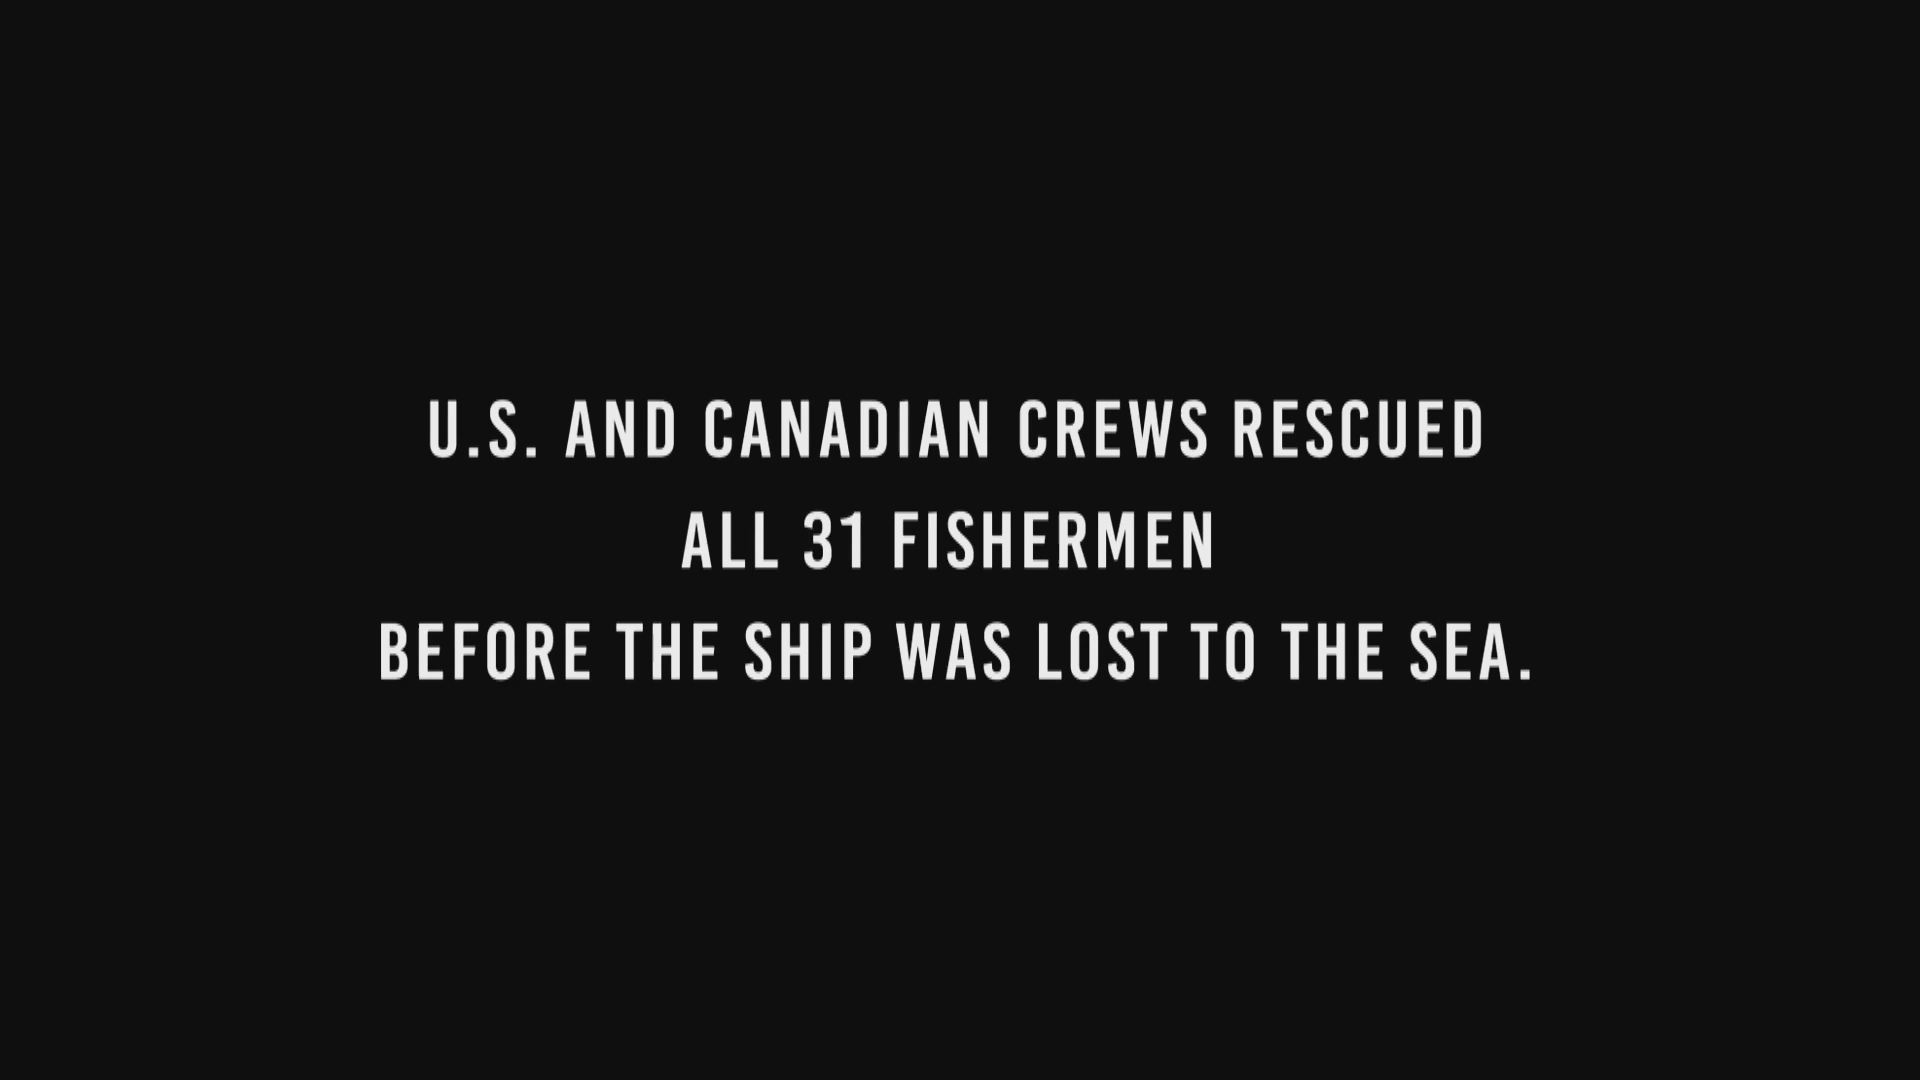 U.S. AND CANADIAN CREWS RESCUED
ALL 31 FISHERMEN
BEFORE THE SHIP WAS LOST TO THE SEA.